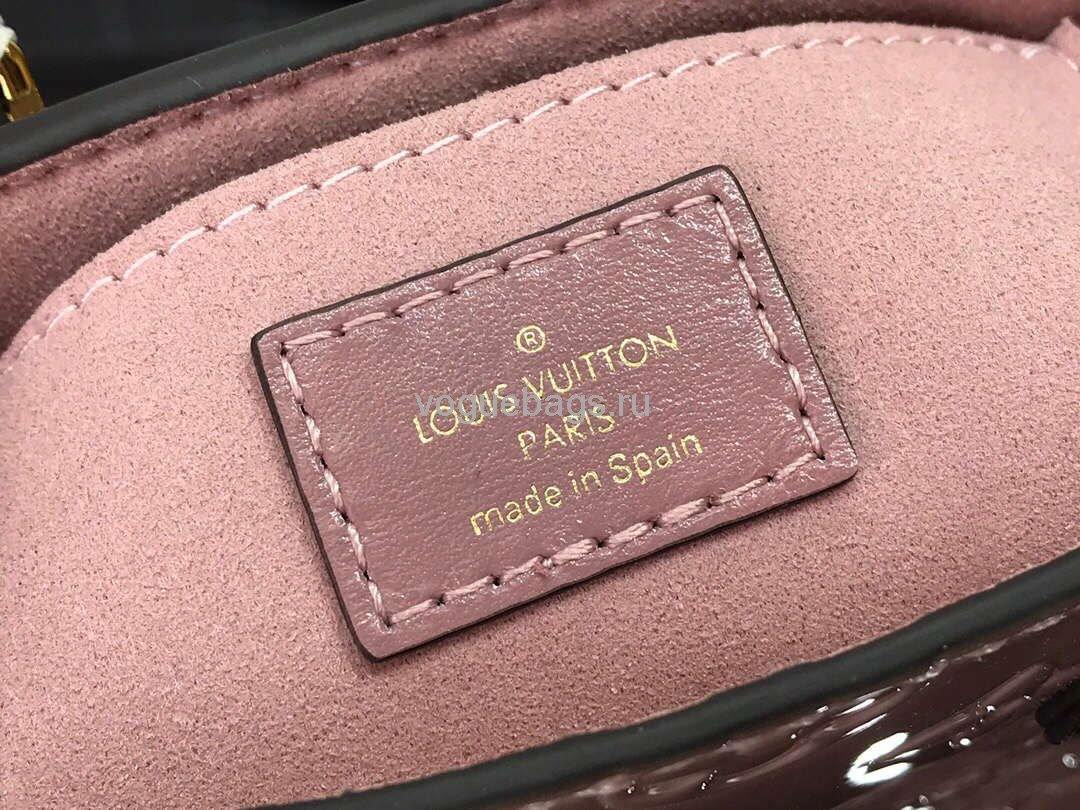 ®
LOUIS VUITTON
voguebags.ru
PARIS
made in Spain